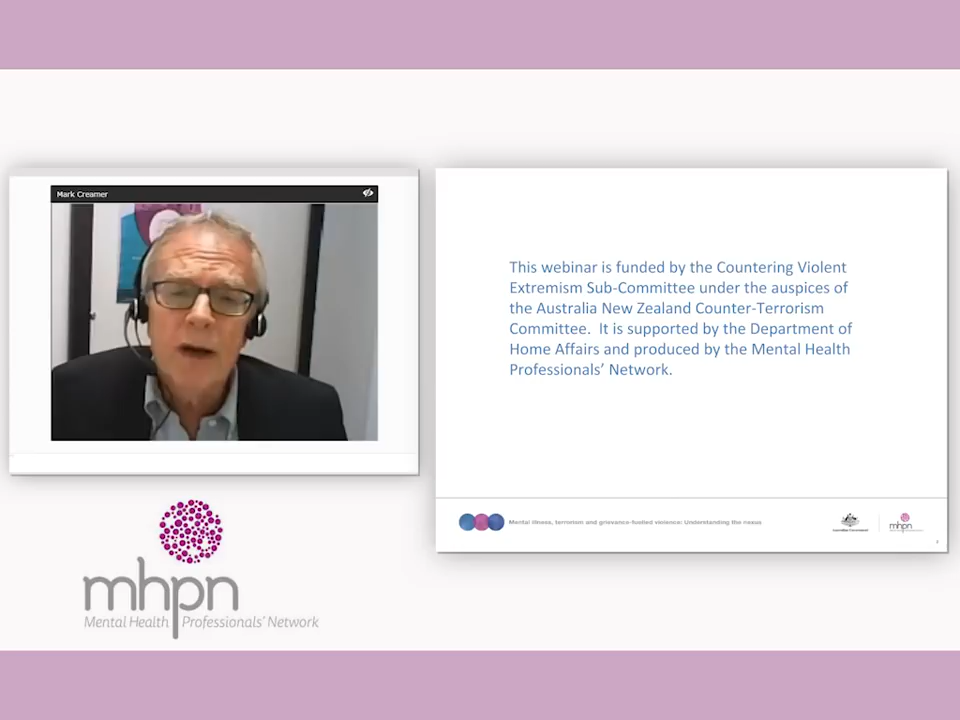 Mark Creamer
This webinar is funded by the Countering Violent
Extremism Sub-Committee under the auspices of
the Australia New Zealand Counter-Terrorism
Committee.  It is supported by the Department of
Home Affairs and produced by the Mental Health
Professionals’ Network.
Mental illness, terrorism and grievance-fuelled violence: Understanding the nexus
mhpn
mhpn
Mental Health Professionals’ Network